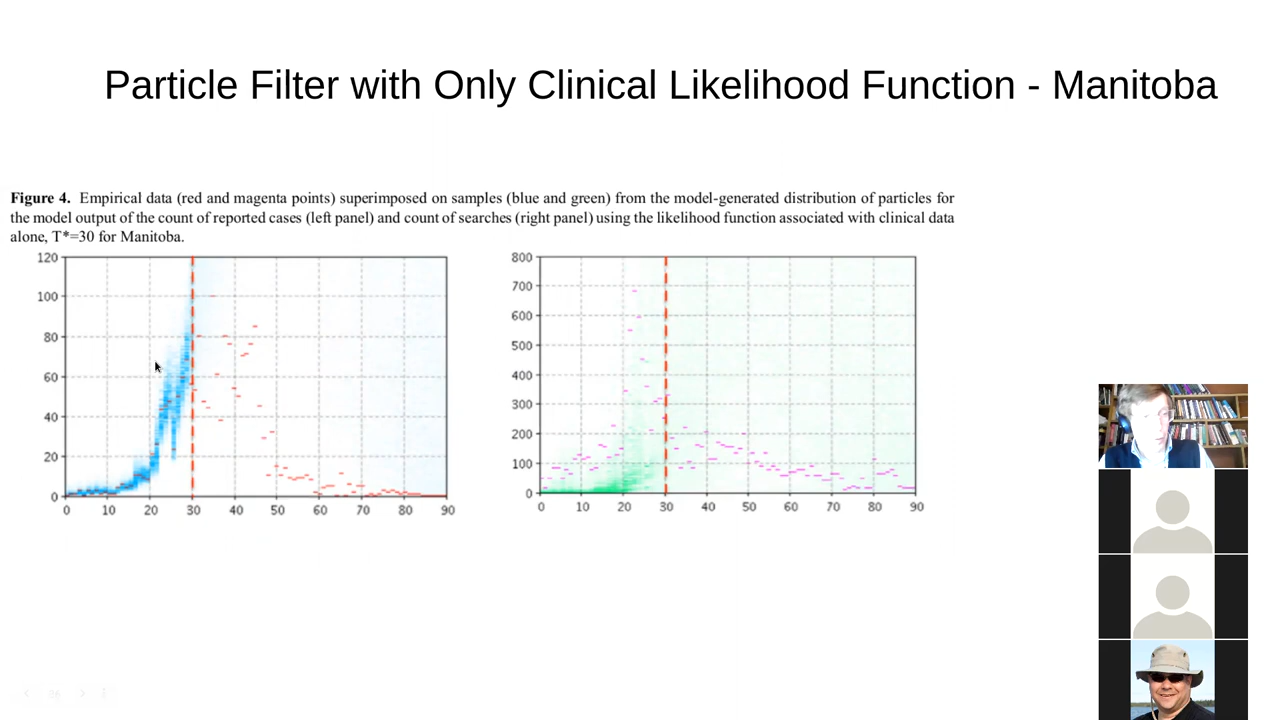 Particle Filter with Only Clinical Likelihood Function - Manitoba
Figure 4. Empirical data (red and magenta points) superimposed on samples (blue and green) from the model-generated distribution of particles for
the model output of the count of reported cases (left panel) and count of searches (right panel) using the likelihood function associated with clinical data
alone, T*=30 for Manitoba.
120
100
80
60
40
20
0
0 10 20 30 40 50 60 70 80 90
800
700
600
500
400
300
200
100
0
0 10 20 30 40 50 60 70 80 90